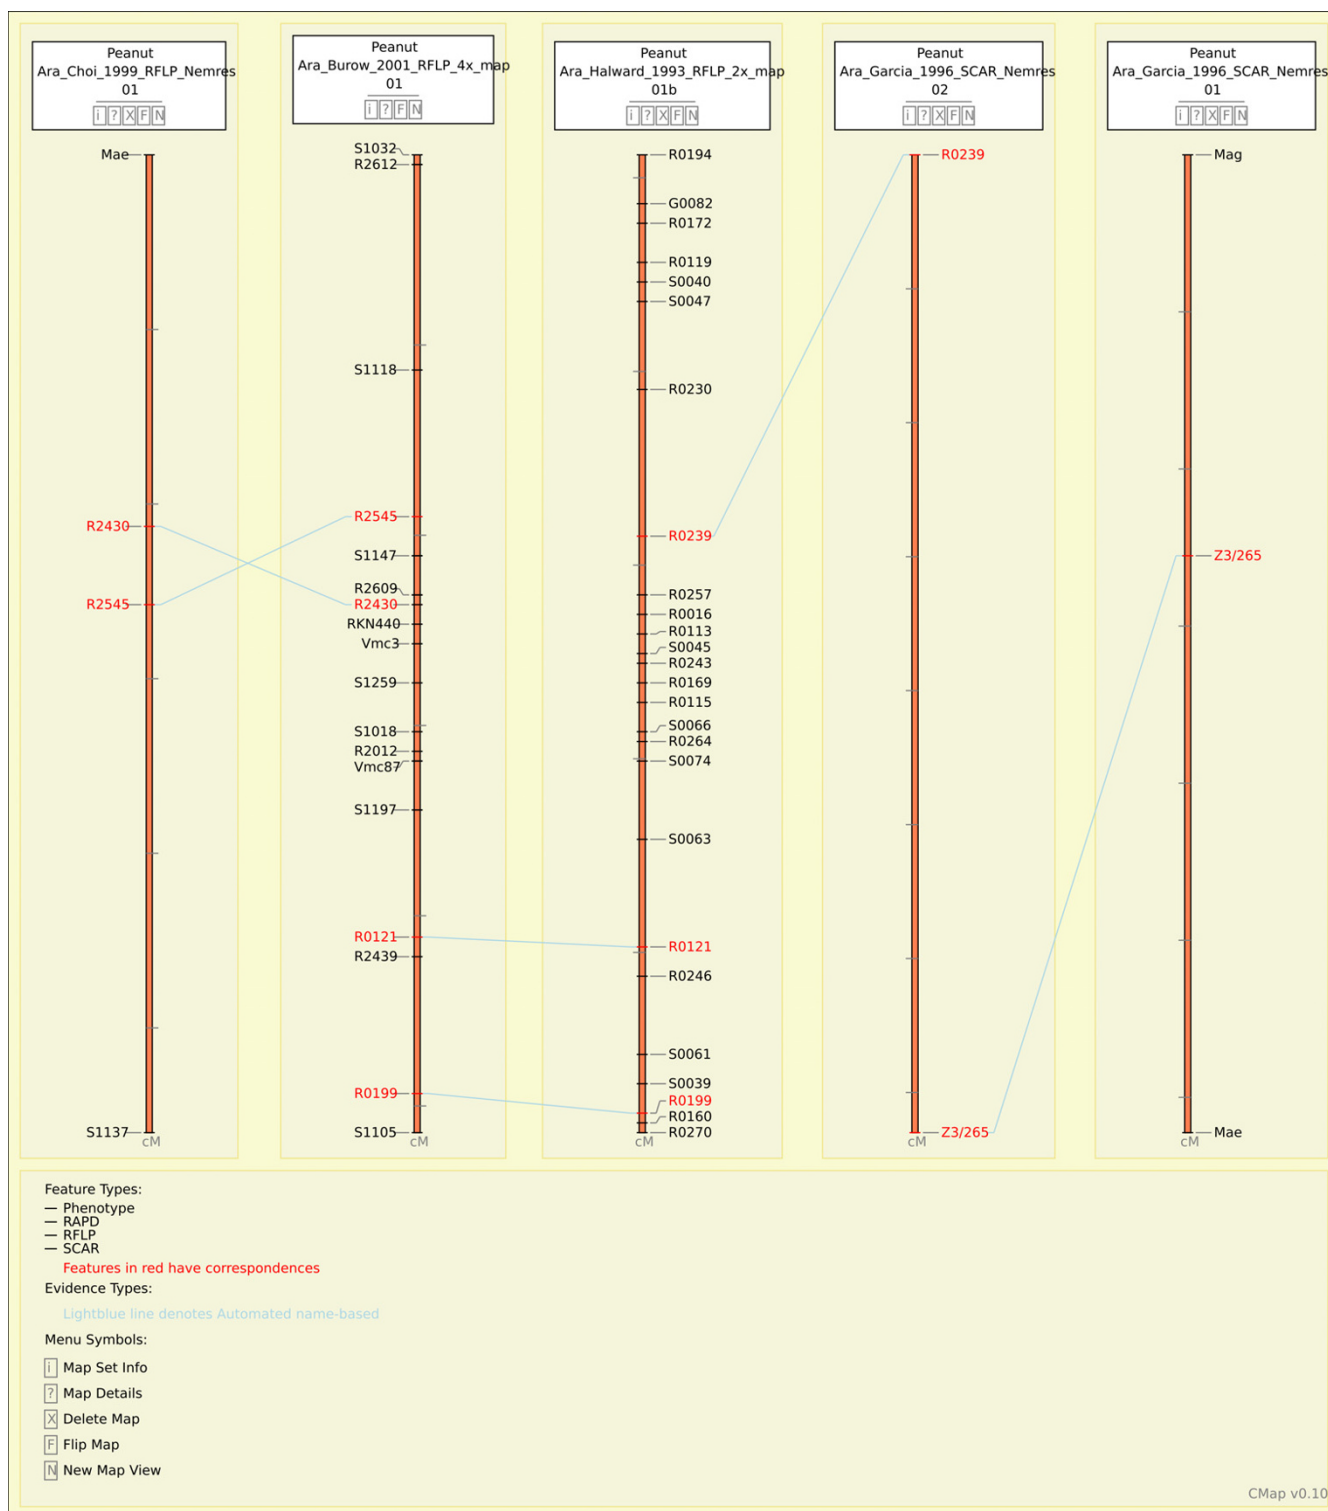 Peanut
Ara_Choi_1999_RFLP_Nemres
01
i ? X F N
Mae
R2430
R2545
S1137
cM
Peanut
Ara_Burow_2001_RFLP_4x_map
01
i ? F N
S1032
R2612
S1118
R2545
S1147
R2609
R2430
RKN440
Vmc3
S1259
S1018
R2012
Vmc87
S1197
R0121
R2439
R0199
S1105
cM
Peanut
Ara_Halward_1993_RFLP_2x_map
01b
i ? X F N
R0194
G0082
R0172
R0119
S0040
S0047
R0230
R0239
R0257
R0016
R0113
S0045
R0243
R0169
R0115
S0066
R0264
S0074
S0063
R0121
R0246
S0061
S0039
R0199
R0160
R0270
cM
Peanut
Ara_Garcia_1996_SCAR_Nemres
02
i ? X F N
R0239
Z3/265
cM
Peanut
Ara_Garcia_1996_SCAR_Nemres
01
i ? X F N
Mag
Z3/265
Mae
cM
Feature Types:
Phenotype
RAPD
RFLP
SCAR
Features in red have correspondences
Evidence Types:
Lightblue line denotes Automated name-based
Menu Symbols:
i Map Set Info
? Map Details
X Delete Map
F Flip Map
N New Map View
CMap v0.10